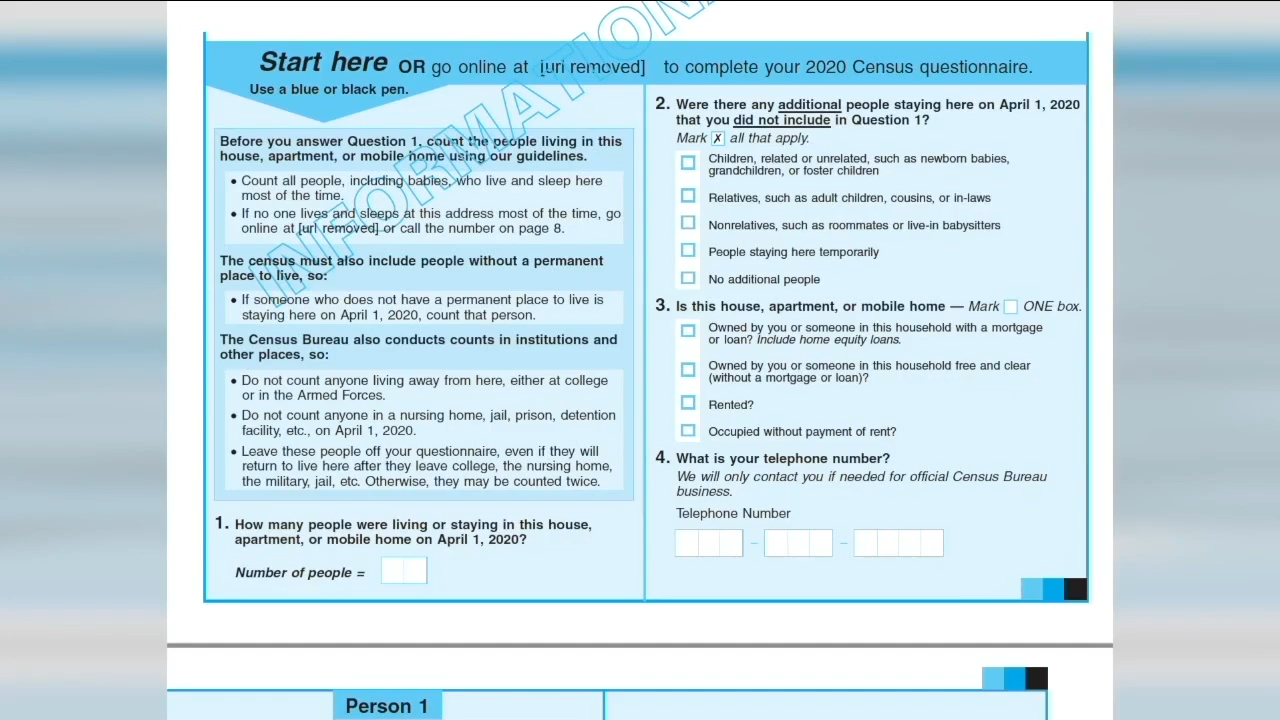 Start here OR go online at [url removed] to complete your 2020 Census questionnaire.
Use a blue or black pen.
Before you answer Question 1, count the people living in this
house, apartment, or mobile home using our guidelines.
• Count all people, including babies, who live and sleep here
most of the time.
• If no one lives and sleeps at this address most of the time, go
online at [url removed] or call the number on page 8.
The census must also include people without a permanent
place to live, so:
• If someone who does not have a permanent place to live is
staying here on April 1, 2020, count that person.
The Census Bureau also conducts counts in institutions and
other places, so:
• Do not count anyone living away from here, either at college
or in the Armed Forces.
• Do not count anyone in a nursing home, jail, prison, detention
facility, etc., on April 1, 2020.
• Leave these people off your questionnaire, even if they will
return to live here after they leave college, the nursing home,
the military, jail, etc. Otherwise, they may be counted twice.
1. How many people were living or staying in this house,
apartment, or mobile home on April 1, 2020?
Number of people =
2. Were there any additional people staying here on April 1, 2020
that you did not include in Question 1?
Mark ✗ all that apply.
Children, related or unrelated, such as newborn babies,
grandchildren, or foster children
Relatives, such as adult children, cousins, or in-laws
Nonrelatives, such as roommates or live-in babysitters
People staying here temporarily
No additional people
3. Is this house, apartment, or mobile home — Mark ONE box.
Owned by you or someone in this household with a mortgage
or loan? Include home equity loans.
Owned by you or someone in this household free and clear
(without a mortgage or loan)?
Rented?
Occupied without payment of rent?
4. What is your telephone number?
We will only contact you if needed for official Census Bureau
business.
Telephone Number
– –
Person 1